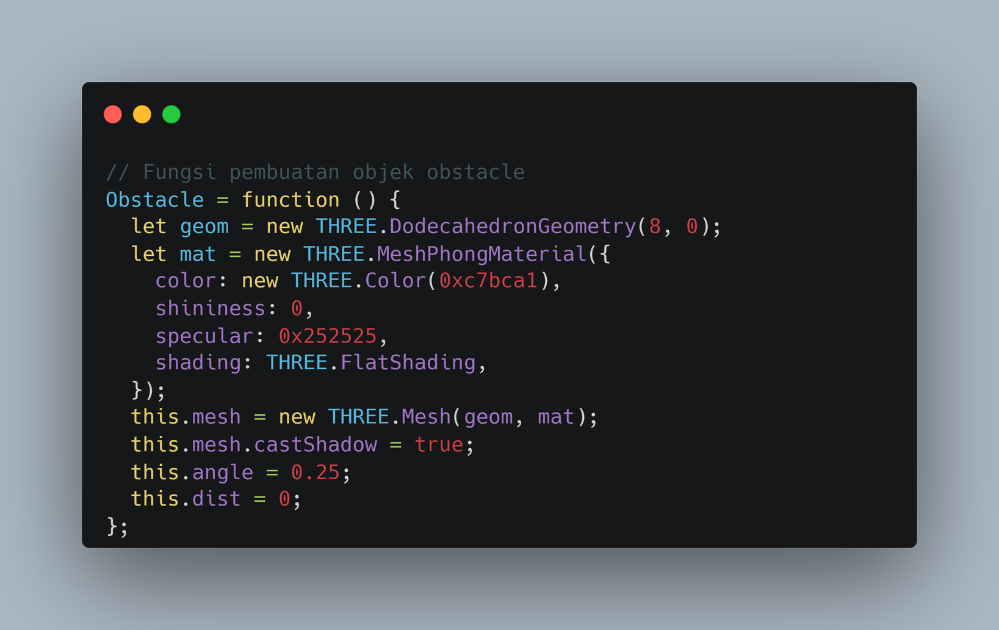 // Fungsi pembuatan objek obstacle
Obstacle = function () {
  let geom = new THREE.DodecahedronGeometry(8, 0);
  let mat = new THREE.MeshPhongMaterial({
    color: new THREE.Color(0xc7bca1),
    shininess: 0,
    specular: 0x252525,
    shading: THREE.FlatShading,
  });
  this.mesh = new THREE.Mesh(geom, mat);
  this.mesh.castShadow = true;
  this.angle = 0.25;
  this.dist = 0;
};